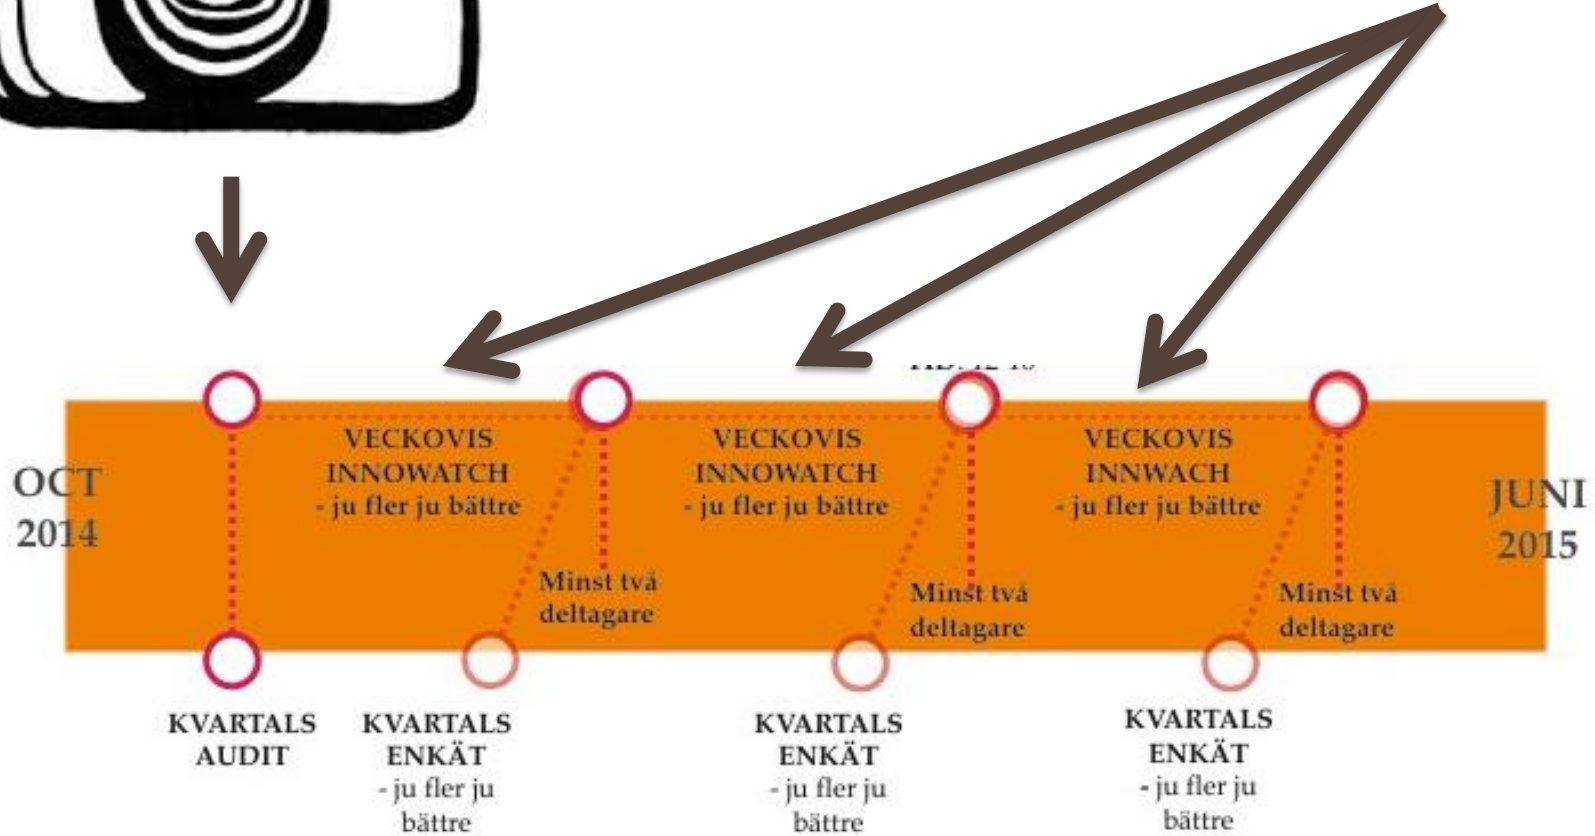 OCT
2014
VECKOVIS
INNOWATCH
- ju fler ju bättre
Minst två
deltagare
VECKOVIS
INNOWATCH
- ju fler ju bättre
Minst två
deltagare
VECKOVIS
INNWACH
- ju fler ju bättre
Minst två
deltagare
JUNI
2015
KVARTALS
AUDIT
KVARTALS
ENKÄT
- ju fler ju
bättre
KVARTALS
ENKÄT
- ju fler ju
bättre
KVARTALS
ENKÄT
- ju fler ju
bättre